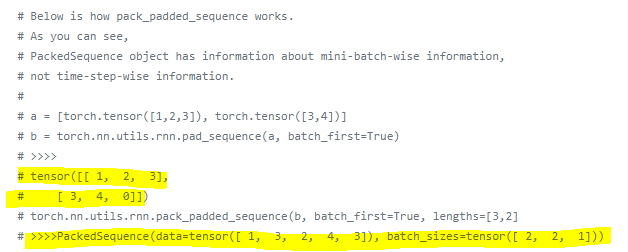 # Below is how pack_padded_sequence works.
# As you can see,
# PackedSequence object has information about mini-batch-wise information,
# not time-step-wise information.
#
# a = [torch.tensor([1,2,3]), torch.tensor([3,4])]
# b = torch.nn.utils.rnn.pad_sequence(a, batch_first=True)
# >>>>
# tensor([[ 1,  2,  3],
#     [ 3,  4,  0]])
# torch.nn.utils.rnn.pack_padded_sequence(b, batch_first=True, lengths=[3,2]
# >>>>PackedSequence(data=tensor([ 1,  3,  2,  4,  3]), batch_sizes=tensor([ 2,  2,  1]))